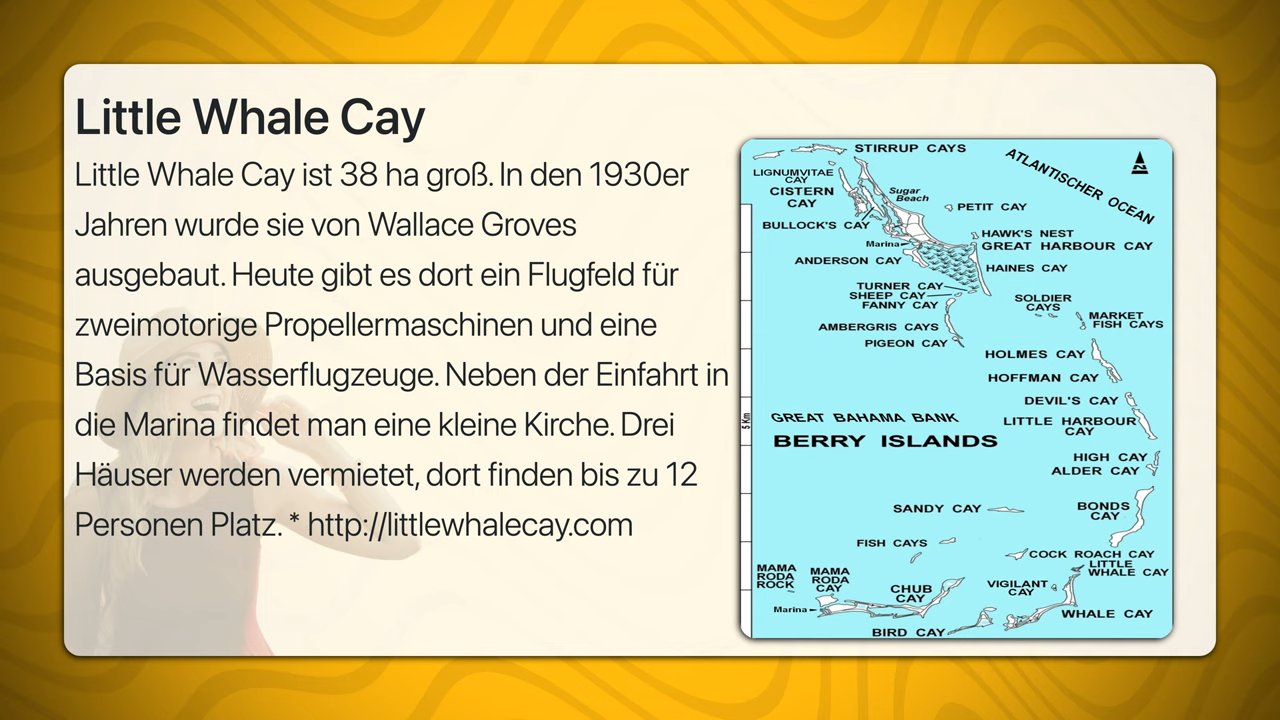 Little Whale Cay
Little Whale Cay ist 38 ha groß. In den 1930er
Jahren wurde sie von Wallace Groves
ausgebaut. Heute gibt es dort ein Flugfeld für
zweimotorige Propellermaschinen und eine
Basis für Wasserflugzeuge. Neben der Einfahrt in
die Marina findet man eine kleine Kirche. Drei
Häuser werden vermietet, dort finden bis zu 12
Personen Platz. * http://littlewhalecay.com
STIRRUP CAYS
ATLANTISCHER OCEAN
LIGNUMVITAE
CAY
CISTERN
CAY
Sugar
Beach
PETIT CAY
BULLOCK'S CAY
HAWK'S NEST
Marina
GREAT HARBOUR CAY
ANDERSON CAY
HAINES CAY
TURNER CAY
SHEEP CAY
FANNY CAY
SOLDIER
CAYS
MARKET
FISH CAYS
AMBERGRIS CAYS
PIGEON CAY
HOLMES CAY
HOFFMAN CAY
DEVIL'S CAY
GREAT BAHAMA BANK
LITTLE HARBOUR
CAY
5 Km
BERRY ISLANDS
HIGH CAY
ALDER CAY
SANDY CAY
BONDS
CAY
FISH CAYS
COCK ROACH CAY
LITTLE
WHALE CAY
MAMA
RODA
ROCK
MAMA
RODA
CAY
CHUB
CAY
VIGILANT
CAY
Marina
WHALE CAY
BIRD CAY